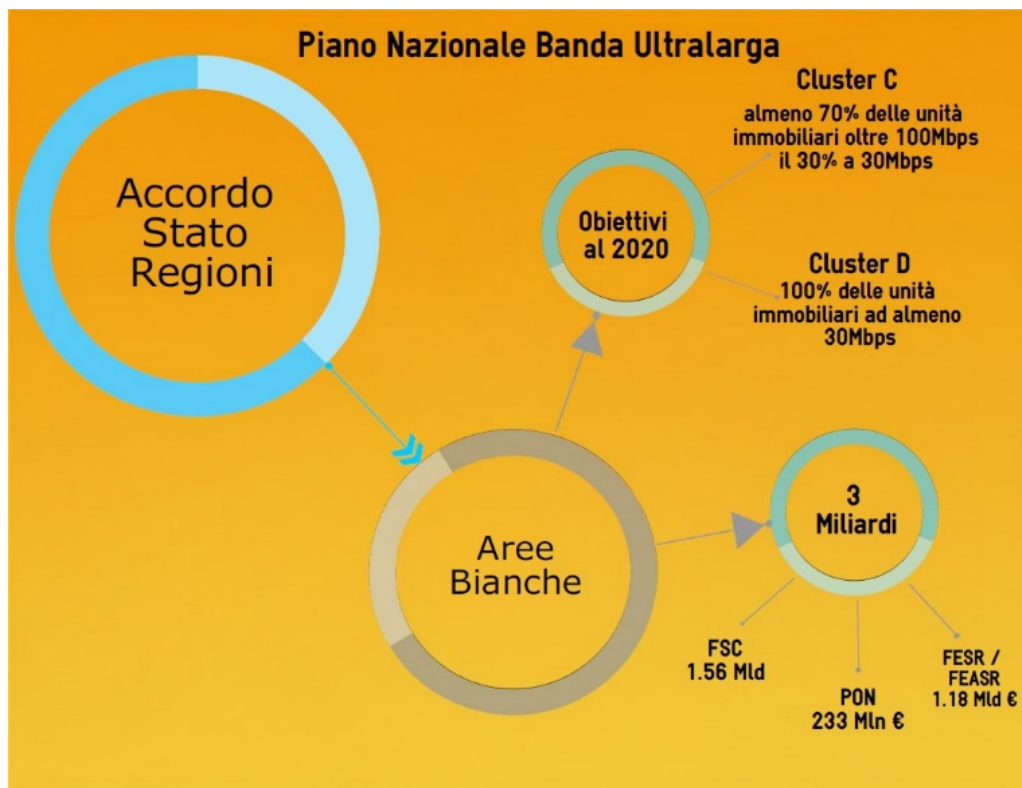 Piano Nazionale Banda Ultralarga
Accordo
Stato
Regioni
Cluster C
almeno 70% delle unità
immobiliari oltre 100Mbps
il 30% a 30Mbps
Obiettivi
al 2020
Cluster D
100% delle unità
immobiliari ad almeno
30Mbps
Aree
Bianche
3
Miliardi
FSC
1.56 Mld
PON
233 Mln €
FESR /
FEASR
1.18 Mld €